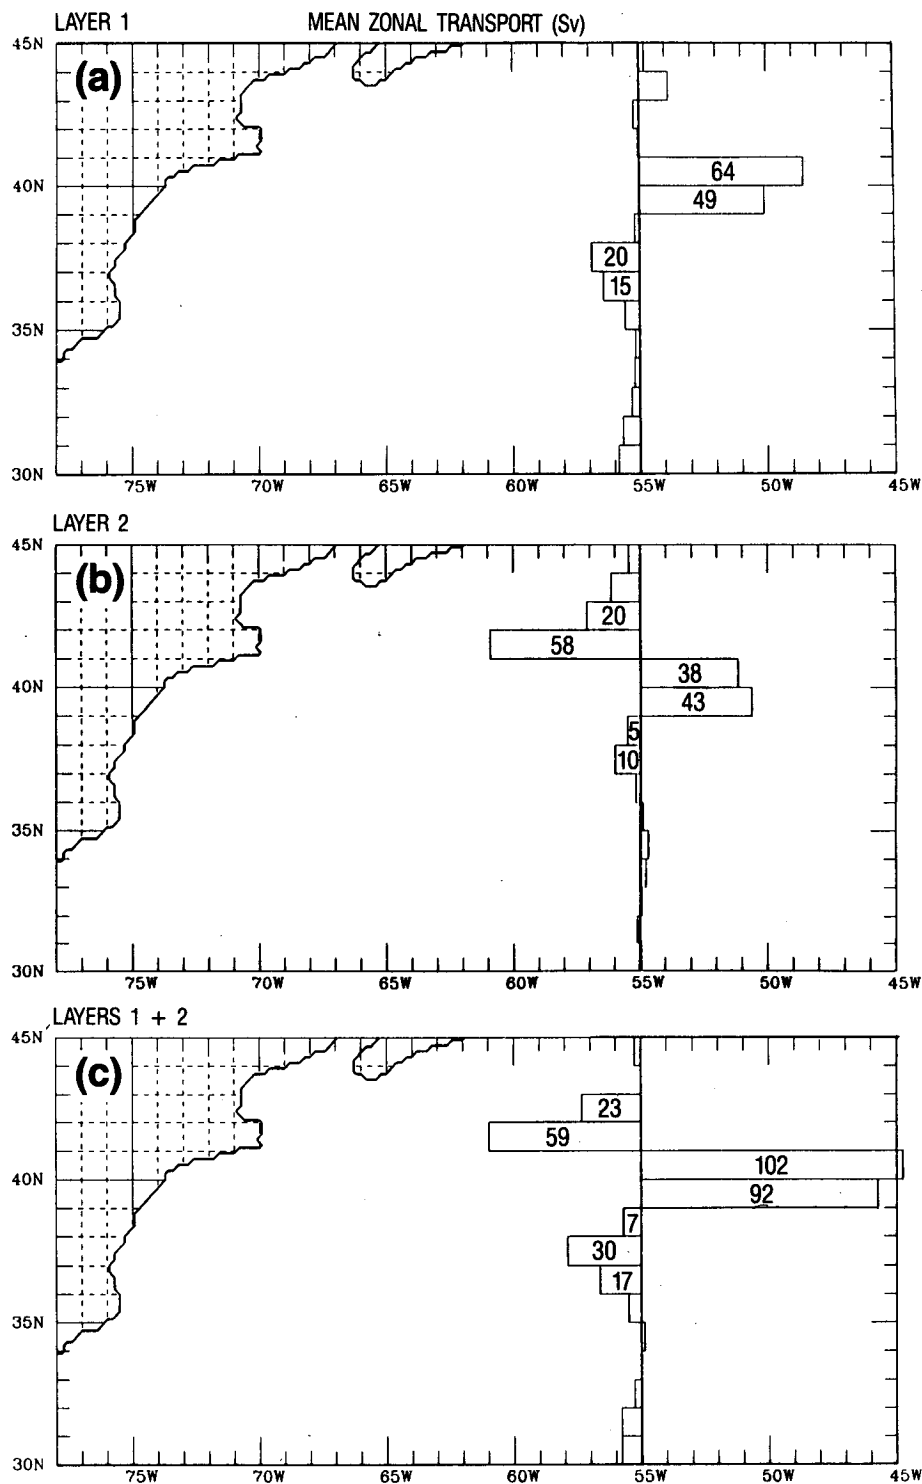 LAYER 1 MEAN ZONAL TRANSPORT (Sv)
45N
(a)
64
40N
49
20
15
35N
30N
75W 70W 65W 60W 55W 50W 45W
LAYER 2
45N
(b)
20
58
38
40N
43
5
10
35N
30N
75W 70W 65W 60W 55W 50W 45W
LAYERS 1 + 2
45N
(c)
23
59
102
40N
92
7
30
17
35N
30N
75W 70W 65W 60W 55W 50W 45W